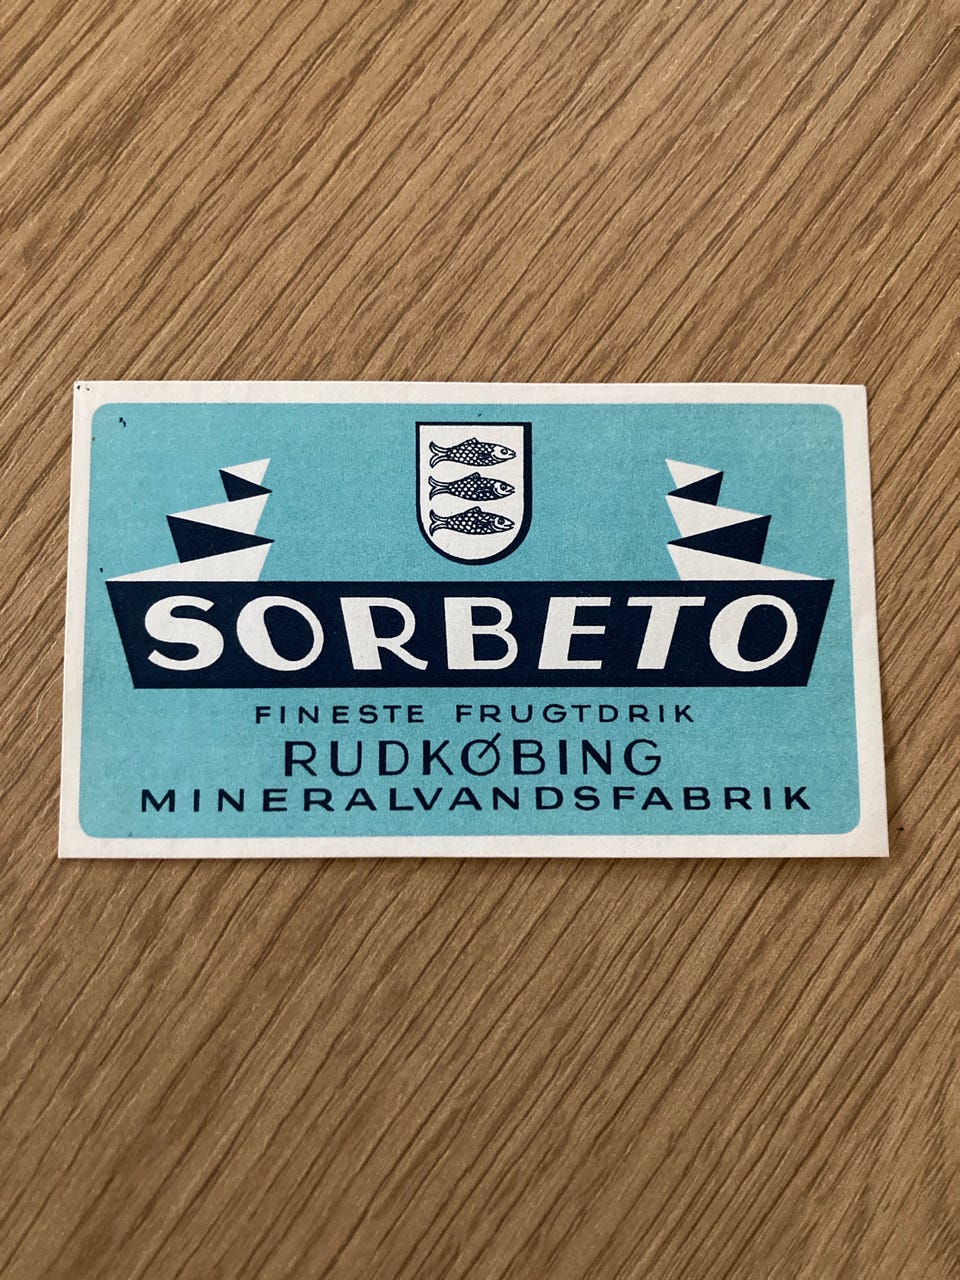 SORBETO
FINESTE FRUGTDRIK
RUDKØBING
MINERALVANDSFABRIK